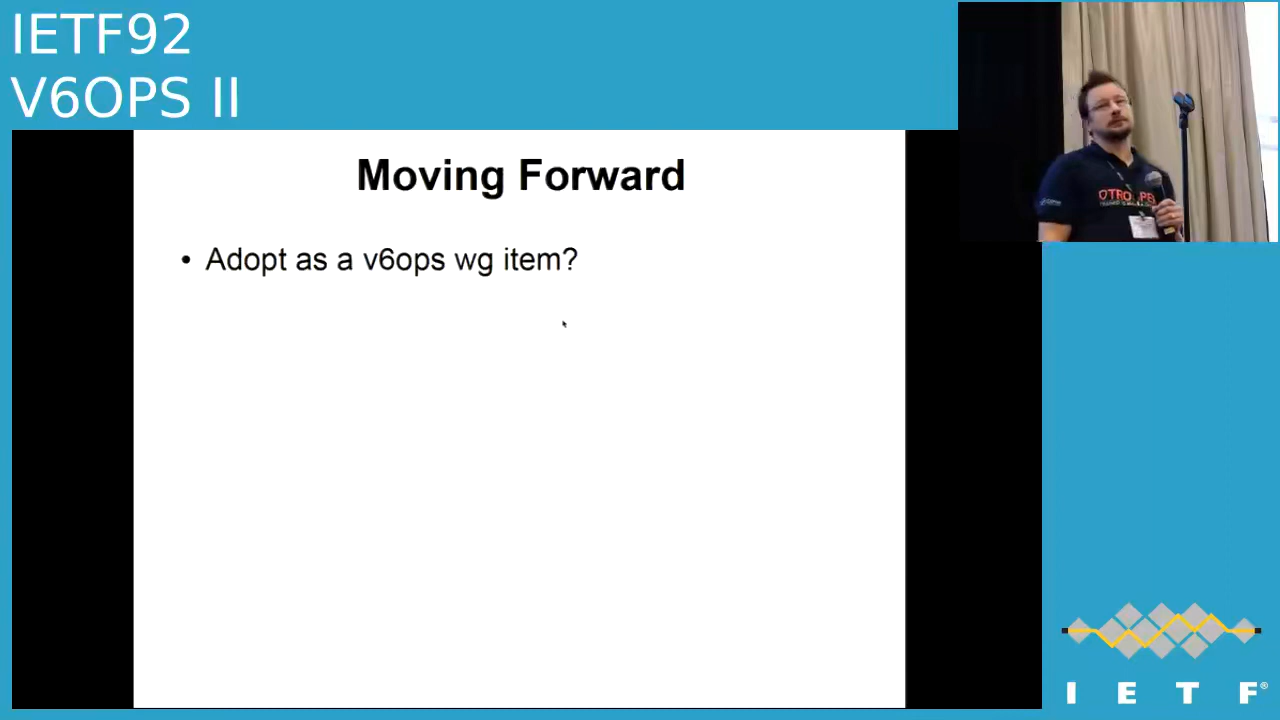 IETF92
V6OPS II
Moving Forward
• Adopt as a v6ops wg item?
I E T F®